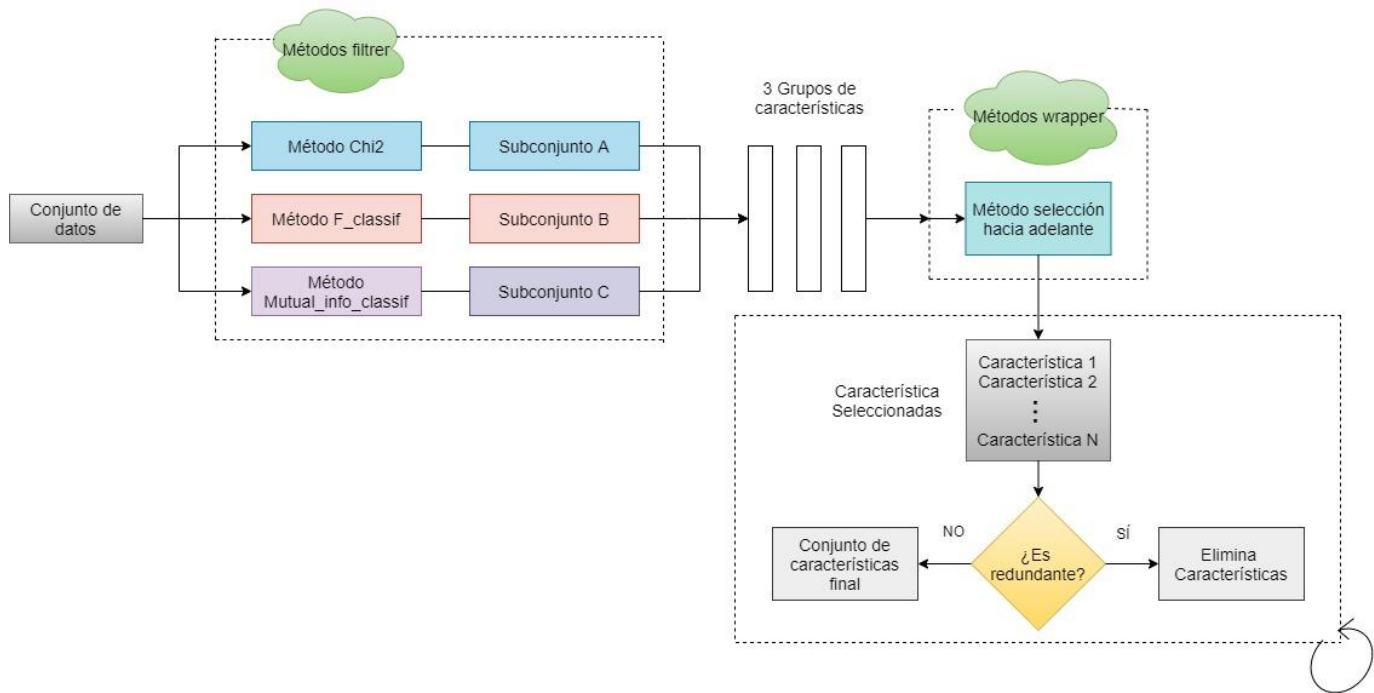 Métodos filtrer
3 Grupos de
características
Métodos wrapper
Método Chi2
Subconjunto A
Conjunto de
datos
Método F_classif
Subconjunto B
Método selección
hacia adelante
Método
Mutual_info_classif
Subconjunto C
Característica
Seleccionadas
Característica 1
Característica 2
Característica N
NO
SÍ
Conjunto de
características
final
¿Es
redundante?
Elimina
Características